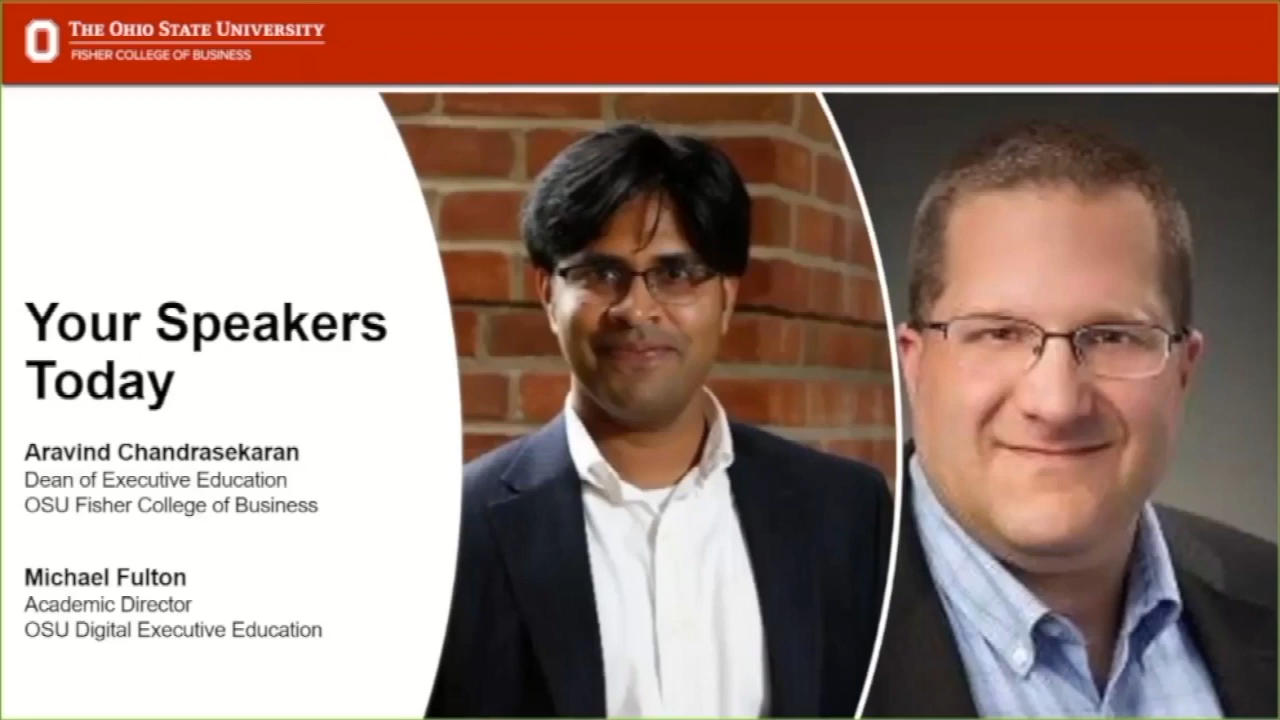 THE OHIO STATE UNIVERSITY
FISHER COLLEGE OF BUSINESS
Your Speakers
Today
Aravind Chandrasekaran
Dean of Executive Education
OSU Fisher College of Business
Michael Fulton
Academic Director
OSU Digital Executive Education